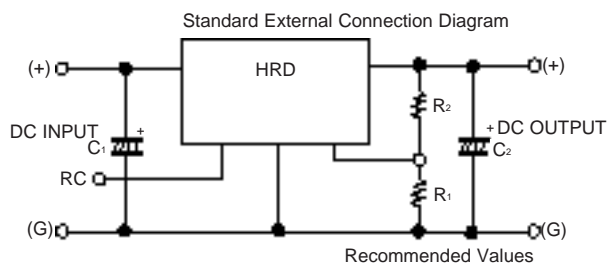 Standard External Connection Diagram
(+)
HRD
(+)
R2
DC INPUT
+
C1
+
DC OUTPUT
C2
RC
R1
(G)
(G)
Recommended Values